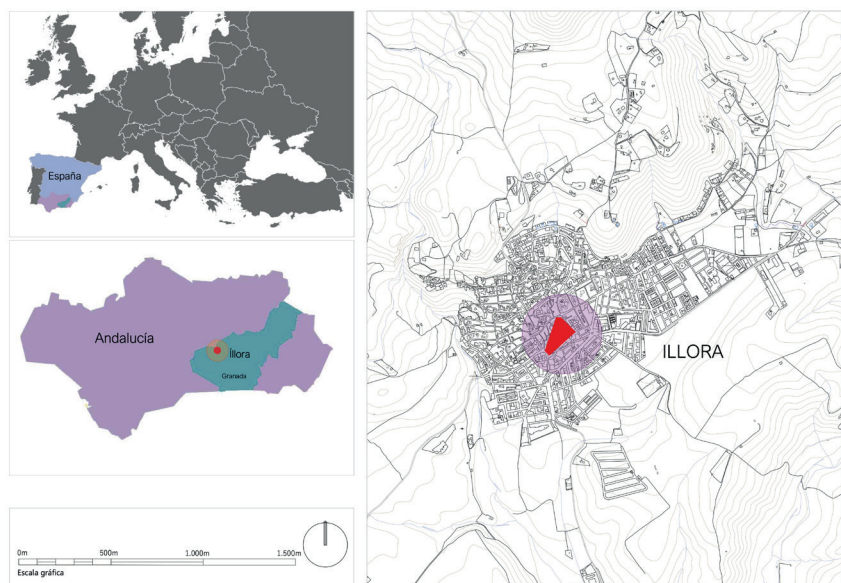 España
Andalucía
Íllora
Granada
ILLORA
0m 500m 1.000m 1.500m
Escala gráfica